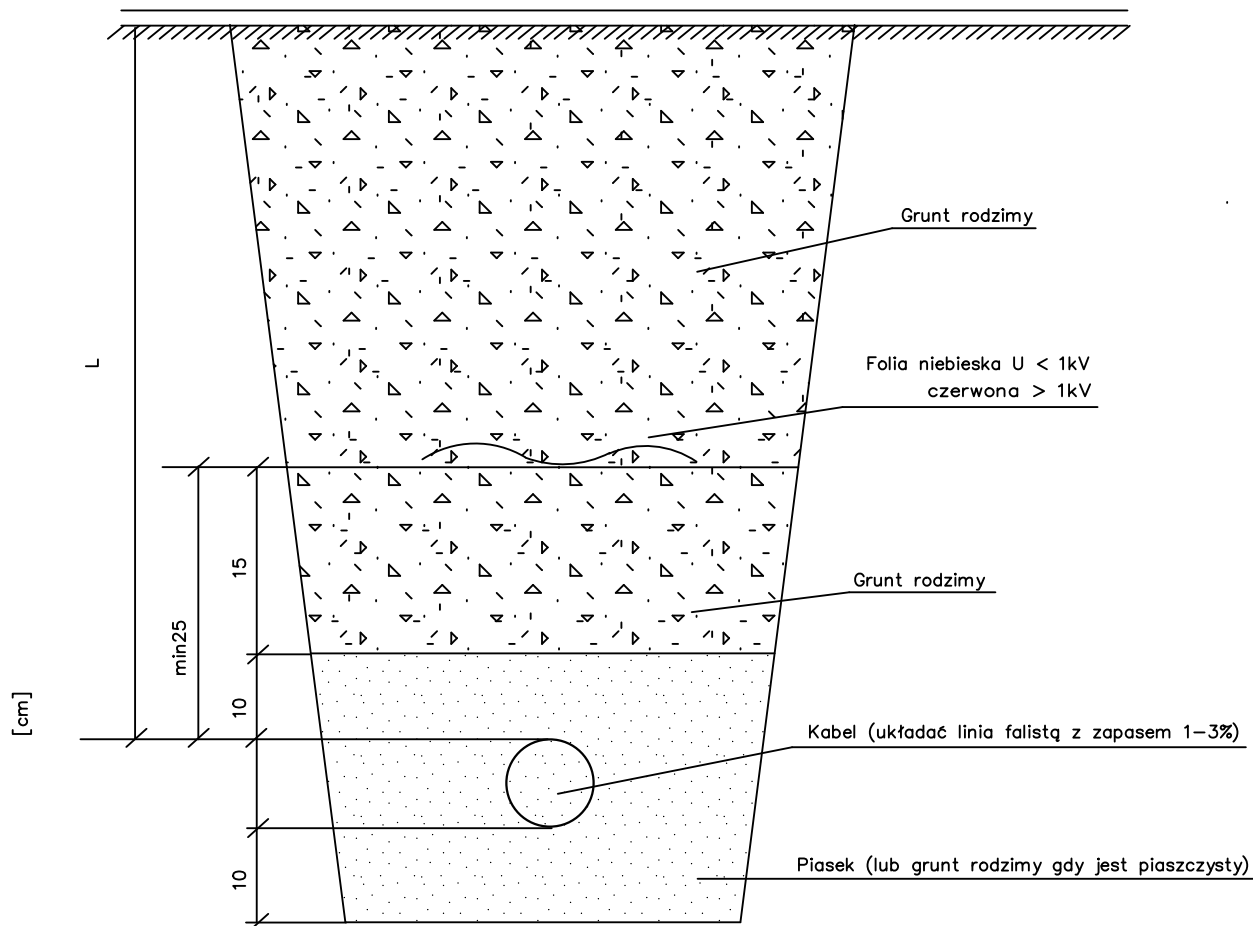 Grunt rodzimy
L
Folia niebieska U < 1kV
czerwona > 1kV
15
Grunt rodzimy
min25
10
[cm]
Kabel (układać linia falistą z zapasem 1-3%)
10
Piasek (lub grunt rodzimy gdy jest piaszczysty)